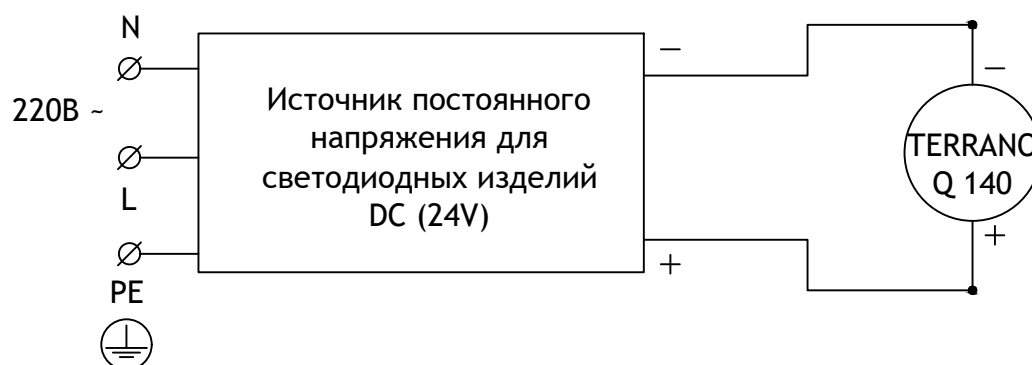 N
220В ~
L
PE
Источник постоянного
напряжения для
светодиодных изделий
DC (24V)
−
+
−
TERRANO
Q 140
+